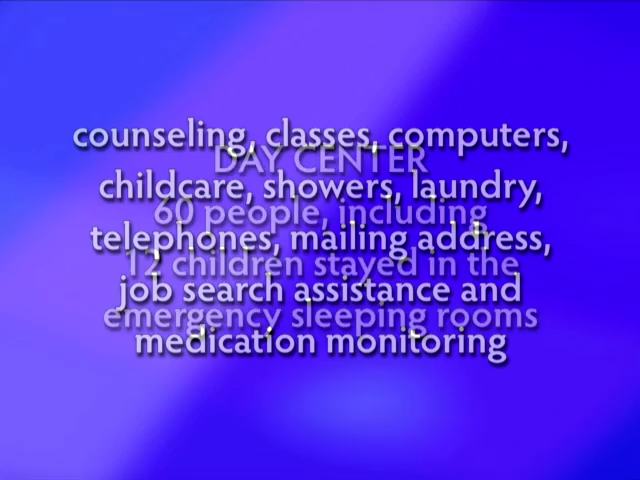 counseling, classes, computers,
childcare, showers, laundry,
telephones, mailing address,
job search assistance and
medication monitoring
DAY CENTER
60 people, including
12 children stayed in the
emergency sleeping rooms